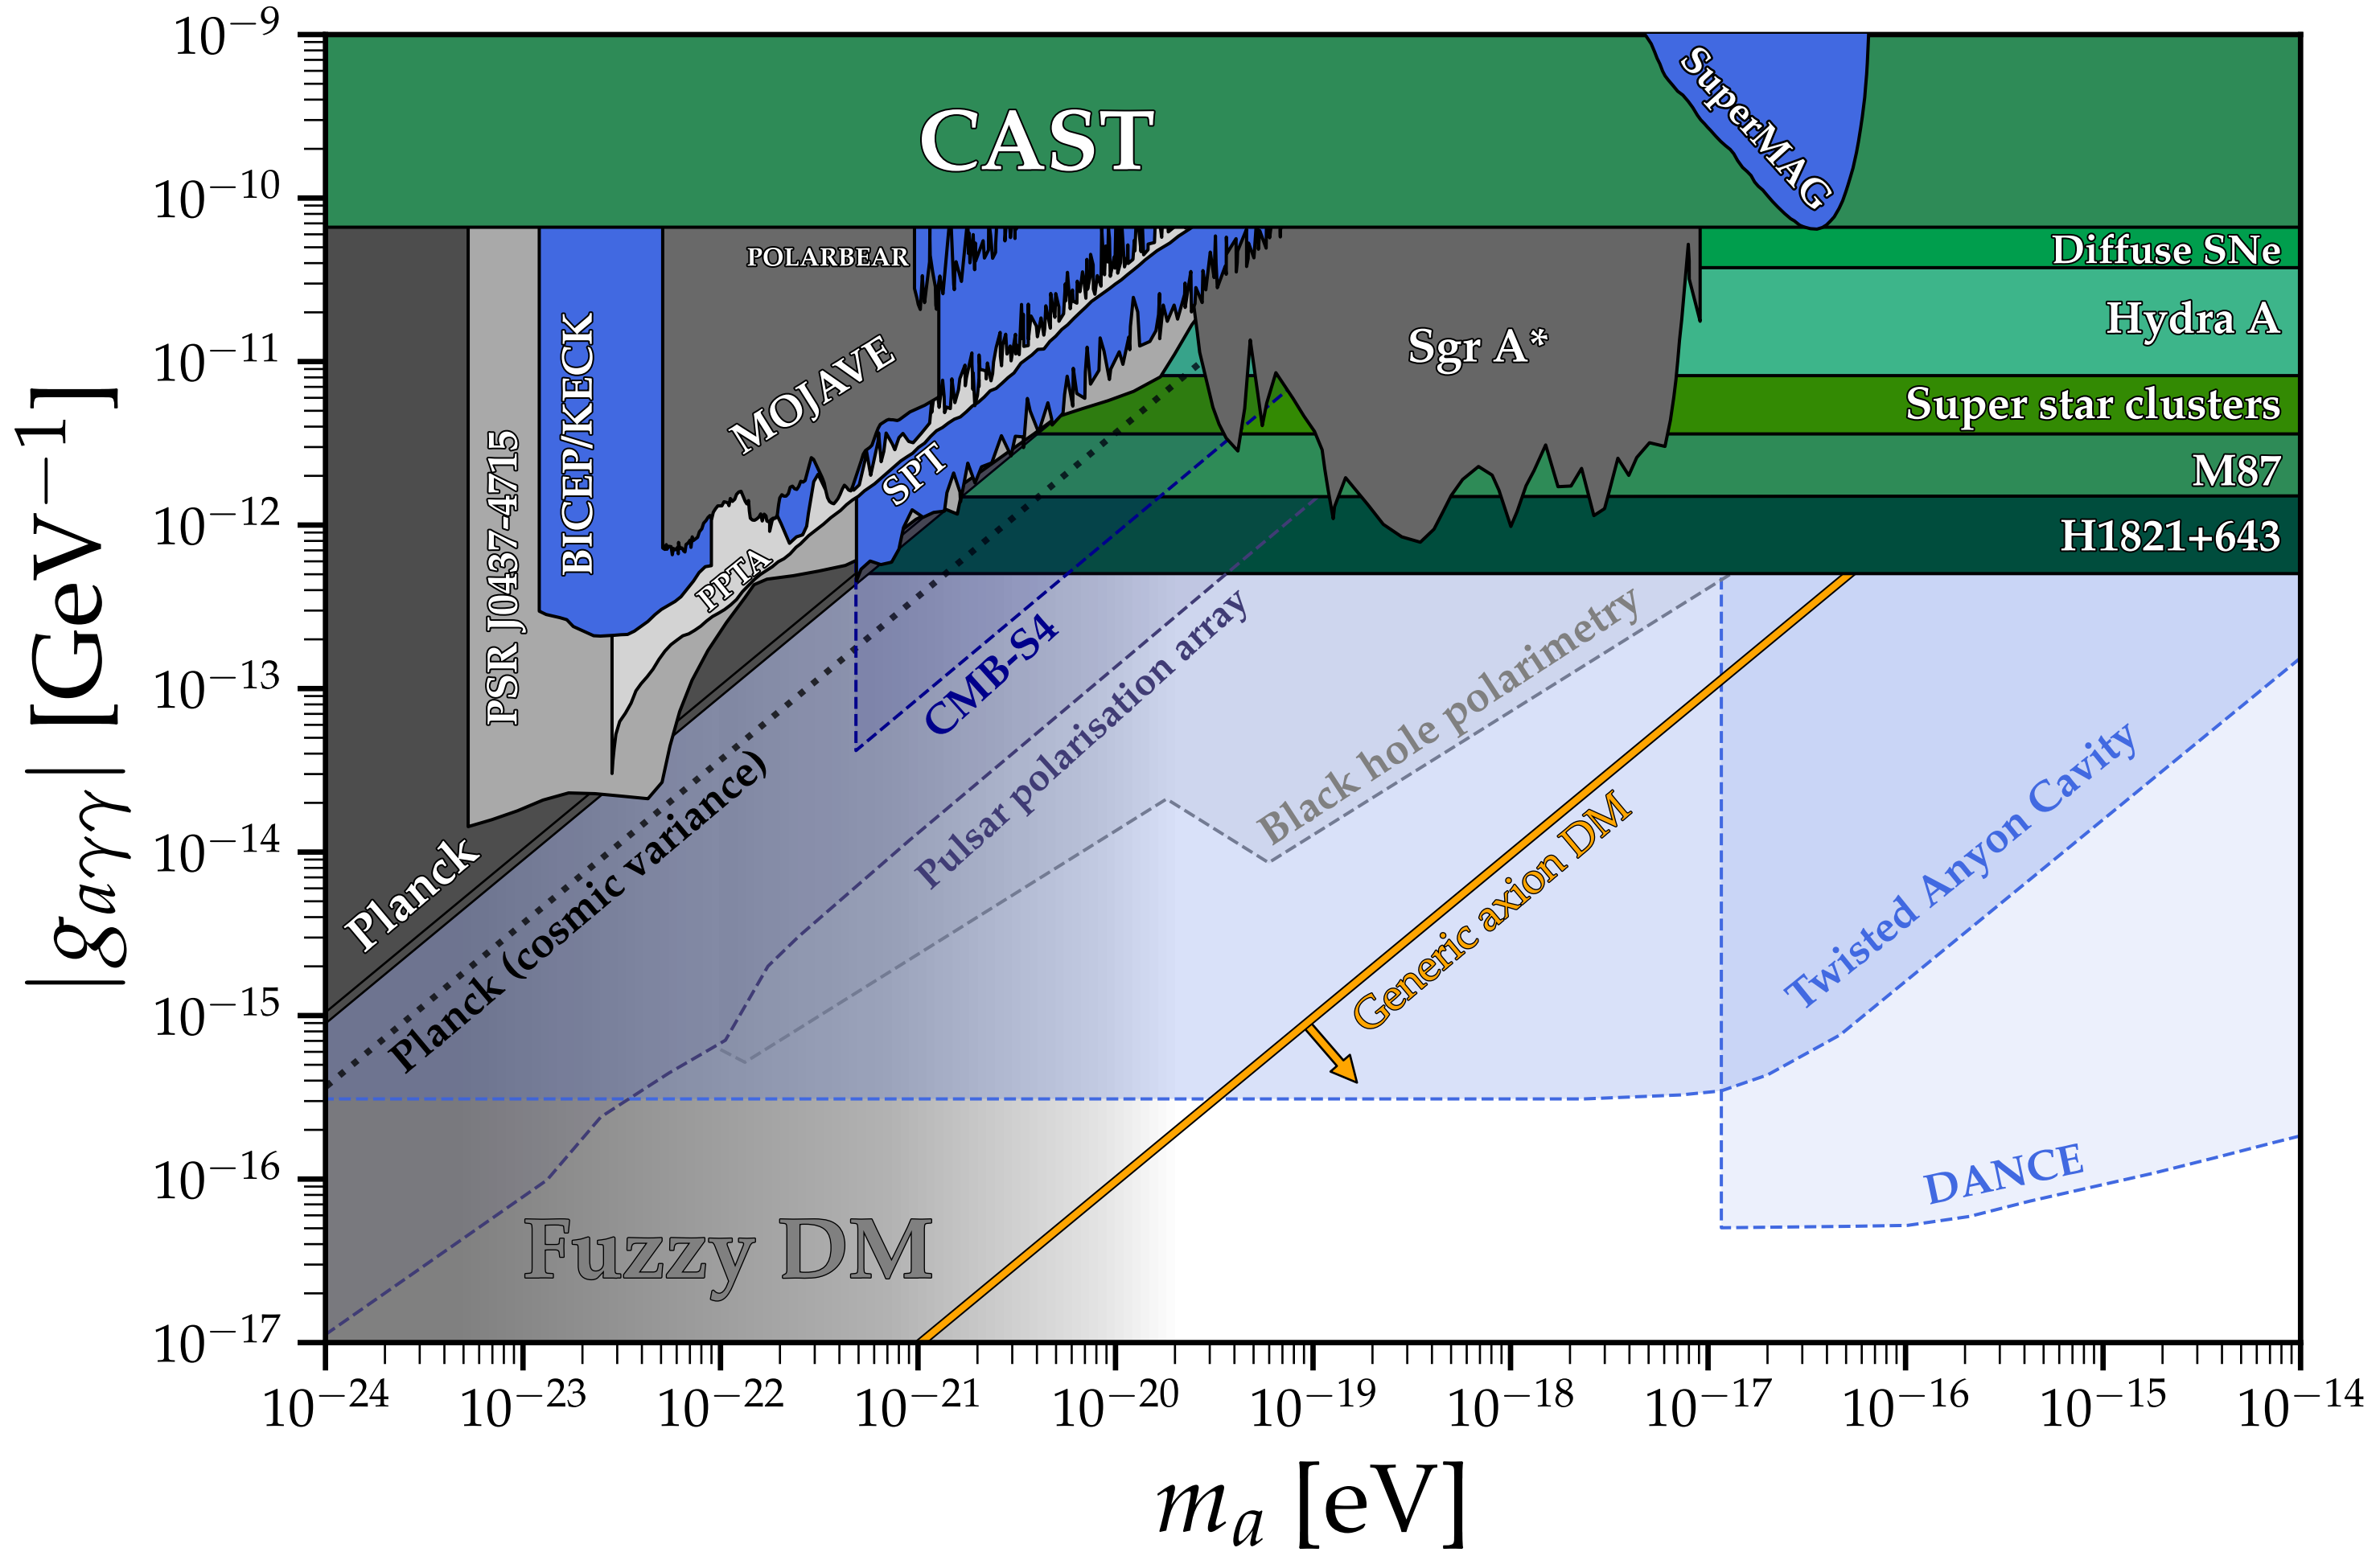 10⁻⁹
10⁻¹⁰
10⁻¹¹
10⁻¹²
10⁻¹³
10⁻¹⁴
10⁻¹⁵
10⁻¹⁶
10⁻¹⁷
|g_{aγγ}| [GeV⁻¹]
CAST
SuperMAG
POLARBEAR
Diffuse SNe
Hydra A
Sgr A*
Super star clusters
MOJAVE
BICEP/KECK
PSR J0437-4715
SPT
M87
H1821+643
PPTA
CMB-S4
Pulsar polarisation array
Black hole polarimetry
Planck
Planck (cosmic variance)
Generic axion DM
Twisted Anyon Cavity
DANCE
Fuzzy DM
10⁻²⁴ 10⁻²³ 10⁻²² 10⁻²¹ 10⁻²⁰ 10⁻¹⁹ 10⁻¹⁸ 10⁻¹⁷ 10⁻¹⁶ 10⁻¹⁵ 10⁻¹⁴
m_a [eV]